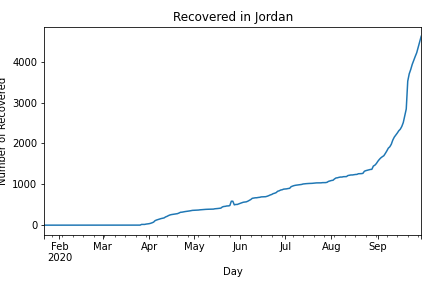 Recovered in Jordan
Number of Recovered
4000
3000
2000
1000
0
Feb Mar Apr May Jun Jul Aug Sep
2020
Day